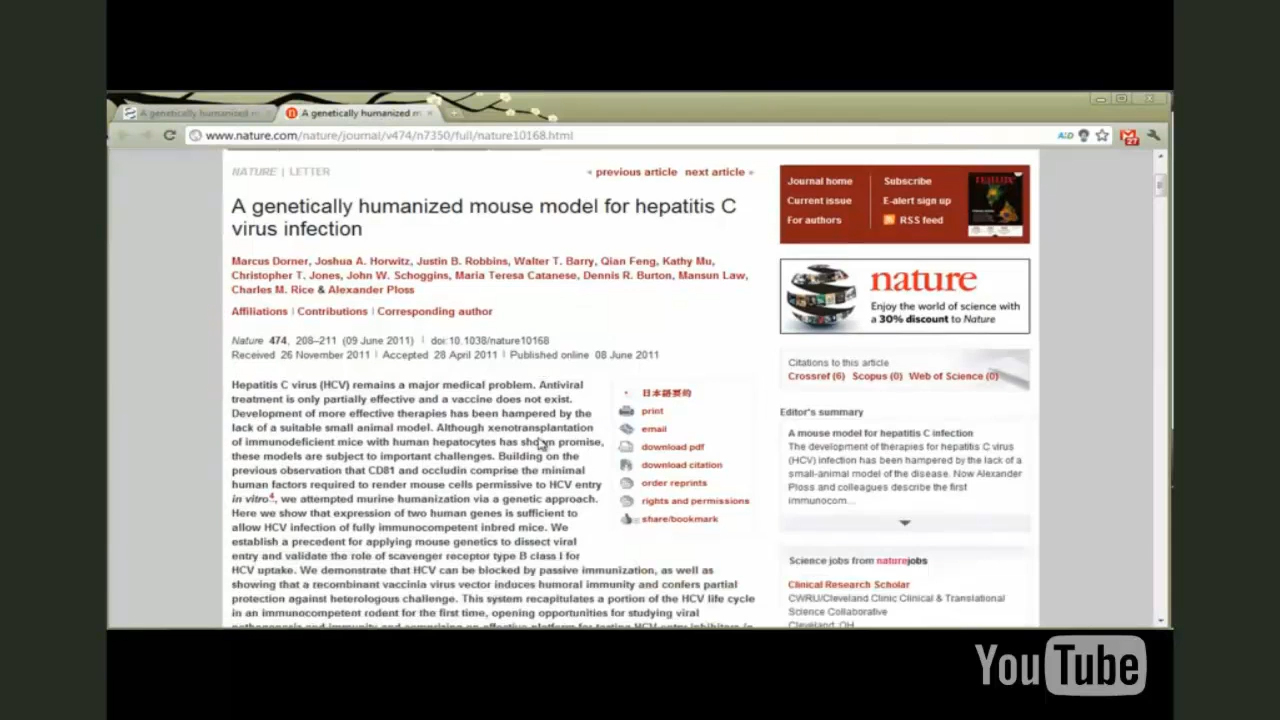 A genetically humanized m
A genetically humanized m
www.nature.com/nature/journal/v474/n7350/full/nature10168.html
27
NATURE | LETTER
previous article next article
A genetically humanized mouse model for hepatitis C
virus infection
Marcus Dorner, Joshua A. Horwitz, Justin B. Robbins, Walter T. Barry, Qian Feng, Kathy Mu,
Christopher T. Jones, John W. Schoggins, Maria Teresa Catanese, Dennis R. Burton, Mansun Law,
Charles M. Rice & Alexander Ploss
Affiliations | Contributions | Corresponding author
Nature 474, 208–211 (09 June 2011) | doi:10.1038/nature10168
Received 26 November 2011 | Accepted 28 April 2011 | Published online 08 June 2011
Hepatitis C virus (HCV) remains a major medical problem. Antiviral
treatment is only partially effective and a vaccine does not exist.
Development of more effective therapies has been hampered by the
lack of a suitable small animal model. Although xenotransplantation
of immunodeficient mice with human hepatocytes has shown promise,
these models are subject to important challenges. Building on the
previous observation that CD81 and occludin comprise the minimal
human factors required to render mouse cells permissive to HCV entry
in vitro4, we attempted murine humanization via a genetic approach.
Here we show that expression of two human genes is sufficient to
allow HCV infection of fully immunocompetent inbred mice. We
establish a precedent for applying mouse genetics to dissect viral
entry and validate the role of scavenger receptor type B class I for
HCV uptake. We demonstrate that HCV can be blocked by passive immunization, as well as
showing that a recombinant vaccinia virus vector induces humoral immunity and confers partial
protection against heterologous challenge. This system recapitulates a portion of the HCV life cycle
in an immunocompetent rodent for the first time, opening opportunities for studying viral
pathogenesis and immunity and comprising an effective platform for testing HCV entry inhibitors in
日本語要約
print
email
download pdf
download citation
order reprints
rights and permissions
share/bookmark
Journal home
Current issue
For authors
Subscribe
E-alert sign up
RSS feed
nature
nature
Enjoy the world of science with
a 30% discount to Nature
Citations to this article
Crossref (6) Scopus (0) Web of Science (0)
Editor's summary
A mouse model for hepatitis C infection
The development of therapies for hepatitis C virus
(HCV) infection has been hampered by the lack of a
small-animal model of the disease. Now Alexander
Ploss and colleagues describe the first
immunocom...
Science jobs from naturejobs
Clinical Research Scholar
CWRU/Cleveland Clinic Clinical & Translational
Science Collaborative
Cleveland, OH
YouTube